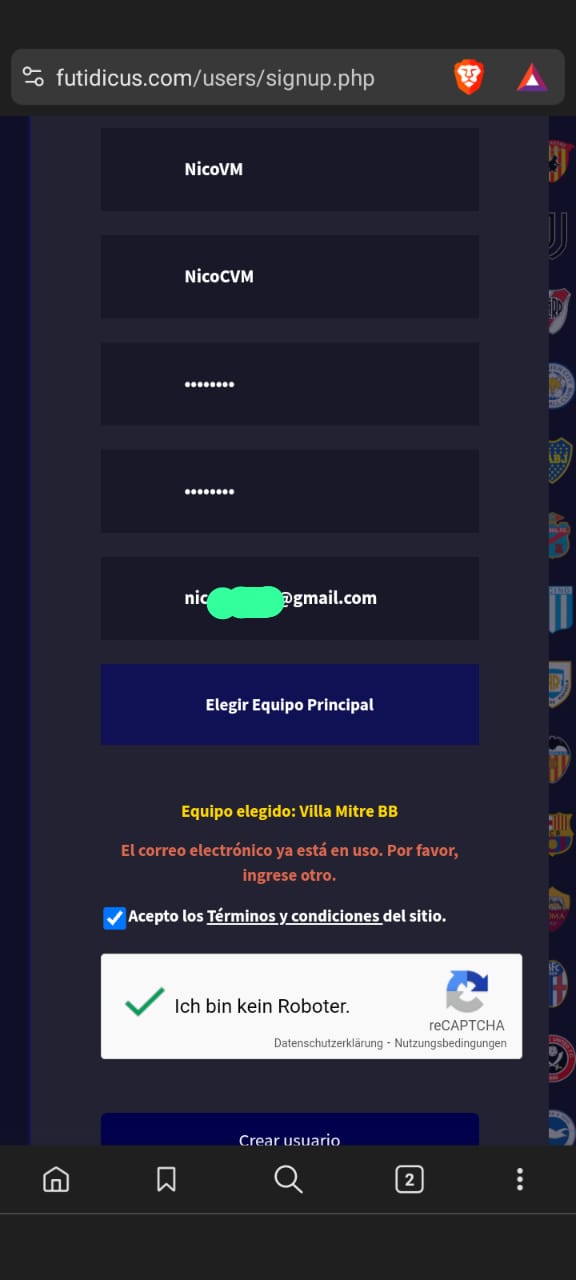 futidicus.com/users/signup.php
NicoVM
NicoCVM
••••••••
••••••••
nic @gmail.com
Elegir Equipo Principal
Equipo elegido: Villa Mitre BB
El correo electrónico ya está en uso. Por favor,
ingrese otro.
Acepto los Términos y condiciones del sitio.
Ich bin kein Roboter.
reCAPTCHA
Datenschutzerklärung - Nutzungsbedingungen
Crear usuario
2